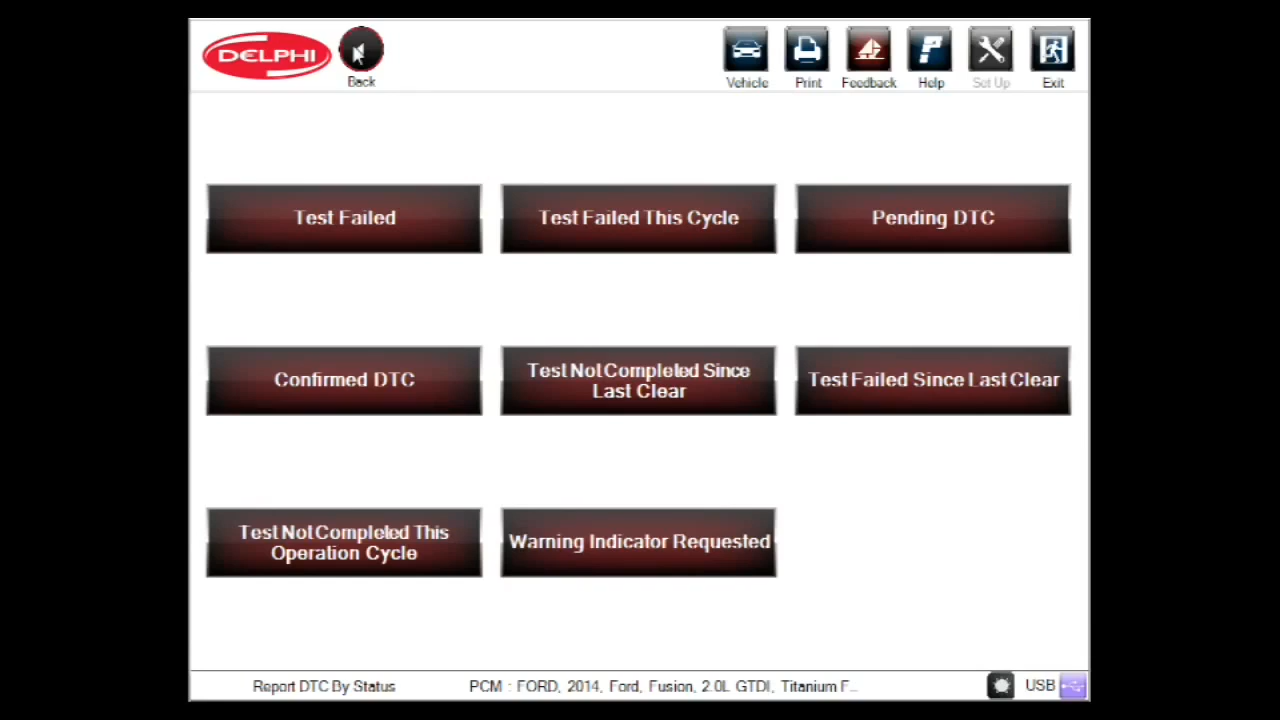 DELPHI
Back
Vehicle
Print
Feedback
Help
Set Up
Exit
Test Failed
Test Failed This Cycle
Pending DTC
Confirmed DTC
Test Not Completed Since
Last Clear
Test Failed Since Last Clear
Test Not Completed This
Operation Cycle
Warning Indicator Requested
Report DTC By Status
PCM : FORD, 2014, Ford, Fusion, 2.0L GTDI, Titanium F...
USB